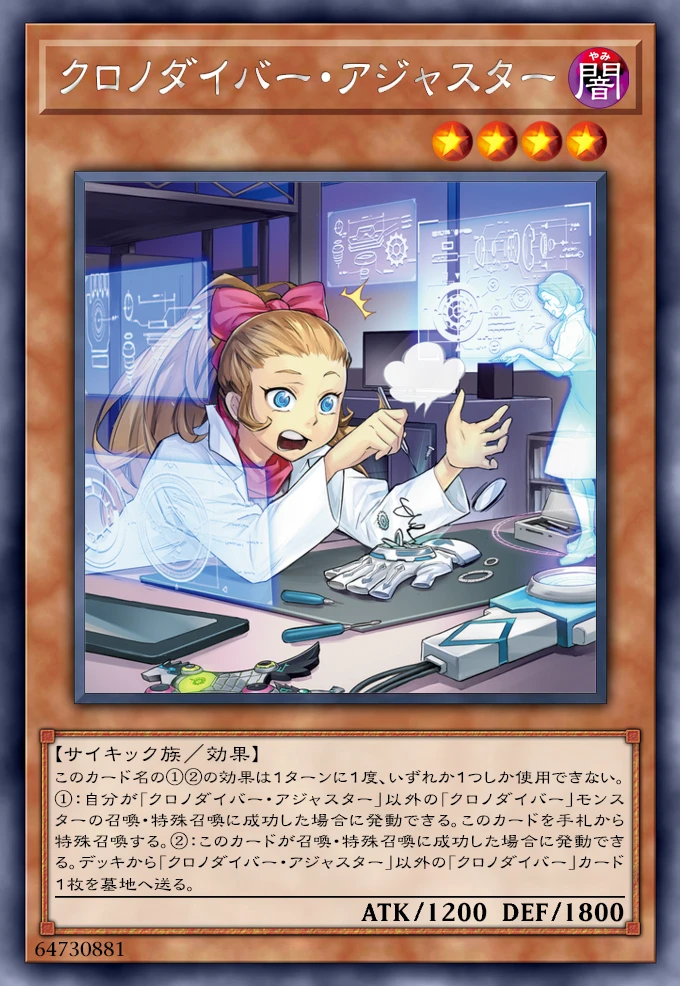 クロノダイバー・アジャスター
やみ
闇
【サイキック族／効果】
このカード名の①②の効果は1ターンに1度、いずれか1つしか使用できない。
①：自分が「クロノダイバー・アジャスター」以外の「クロノダイバー」モンス
ターの召喚・特殊召喚に成功した場合に発動できる。このカードを手札から
特殊召喚する。②：このカードが召喚・特殊召喚に成功した場合に発動でき
る。デッキから「クロノダイバー・アジャスター」以外の「クロノダイバー」カード
1枚を墓地へ送る。
ATK/1200 DEF/1800
64730881